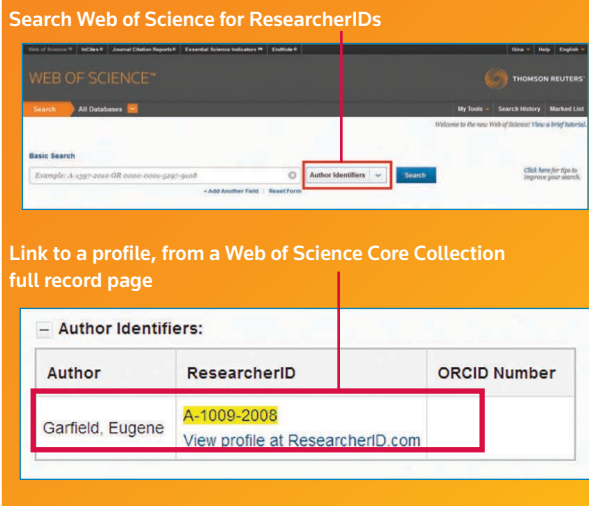 Search Web of Science for ResearcherIDs
Web of Science™ InCites® Journal Citation Reports® Essential Science Indicators℠ EndNote® Gina Help English
WEB OF SCIENCE™ THOMSON REUTERS™
Search All Databases My Tools Search History Marked List
Welcome to the new Web of Science! View a brief tutorial.
Basic Search
Example: A-1397-2010 OR 0000-0001-5297-9108 Author Identifiers Search Click here for tips to
improve your search.
+ Add Another Field | Reset Form
Link to a profile, from a Web of Science Core Collection
full record page
– Author Identifiers:
Author ResearcherID ORCID Number
Garfield, Eugene A-1009-2008
View profile at ResearcherID.com